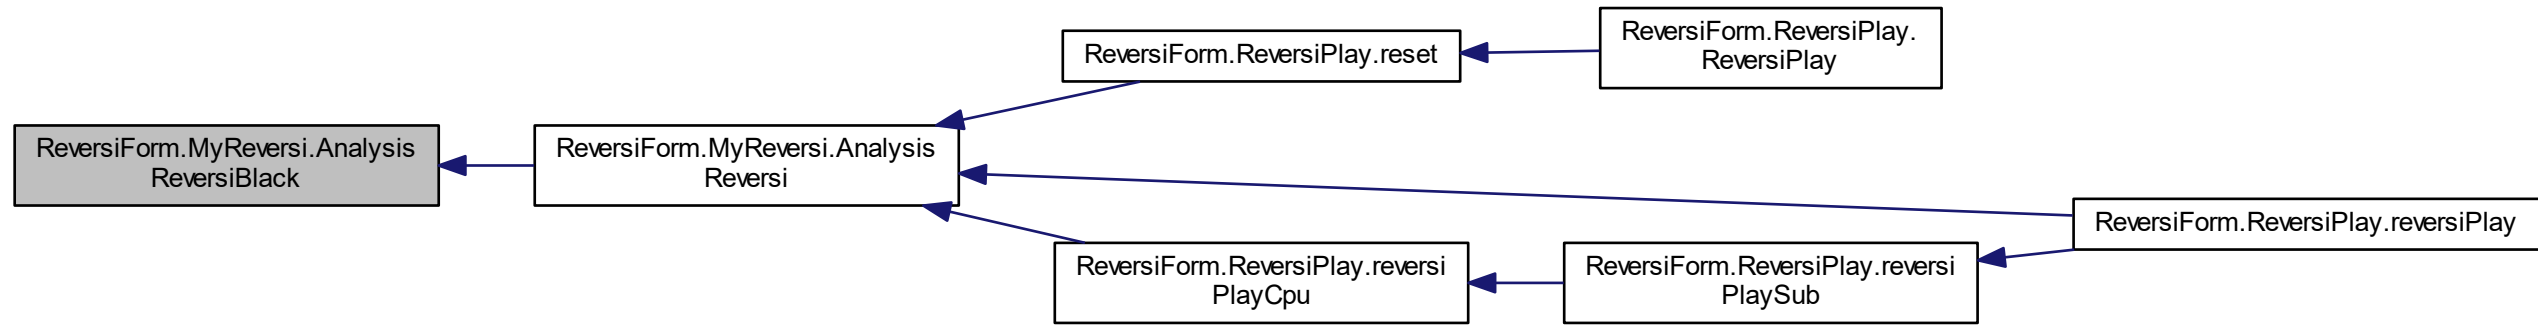 ReversiForm.ReversiPlay.
ReversiPlay
ReversiForm.ReversiPlay.reset
ReversiForm.MyReversi.Analysis
ReversiBlack
ReversiForm.MyReversi.Analysis
Reversi
ReversiForm.ReversiPlay.reversiPlay
ReversiForm.ReversiPlay.reversi
PlayCpu
ReversiForm.ReversiPlay.reversi
PlaySub